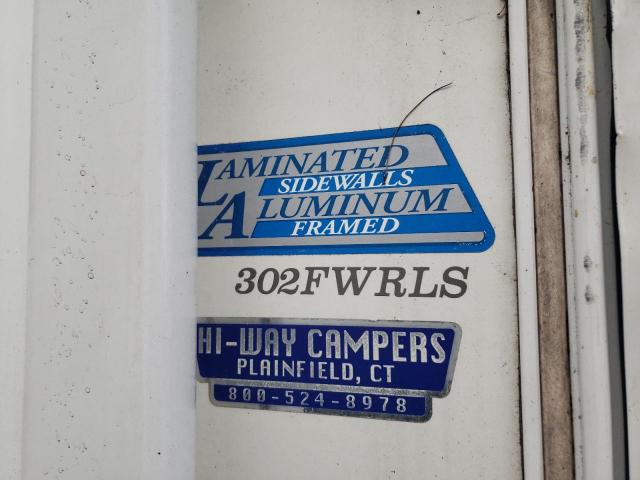 LAMINATED
SIDEWALLS
ALUMINUM
FRAMED
302FWRLS
HI-WAY CAMPERS
PLAINFIELD, CT
800-524-8978